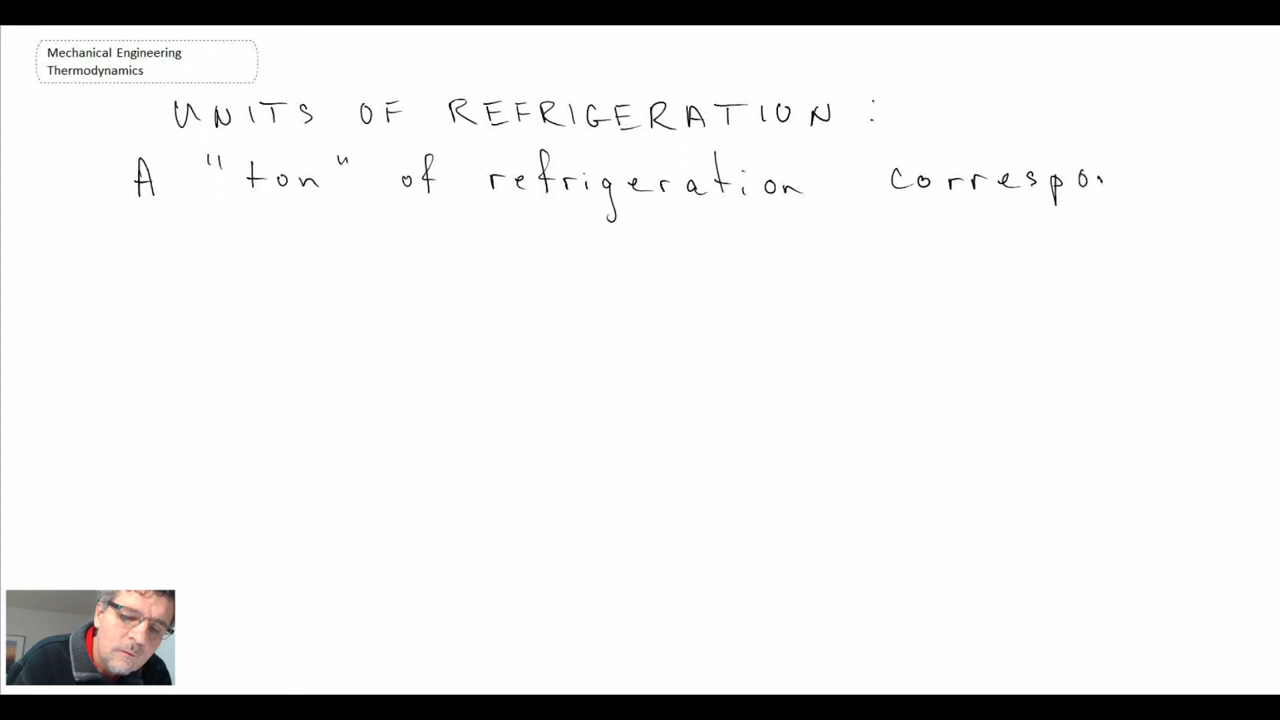 Mechanical Engineering
Thermodynamics
UNITS OF REFRIGERATION :
A "ton" of refrigeration correspo